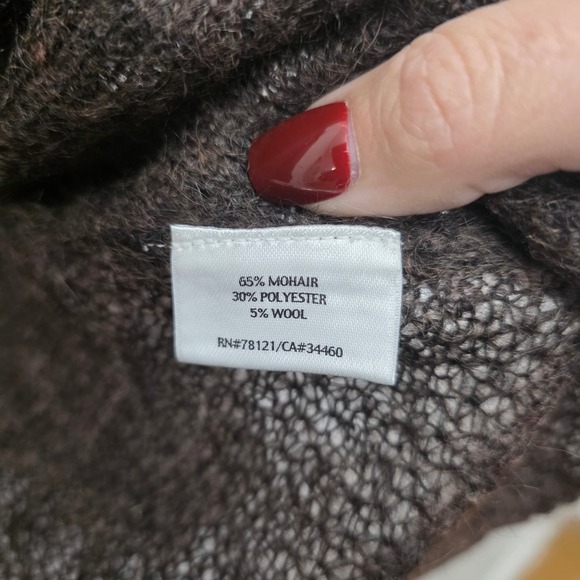 65% MOHAIR
30% POLYESTER
5% WOOL
RN#78121/CA#34460